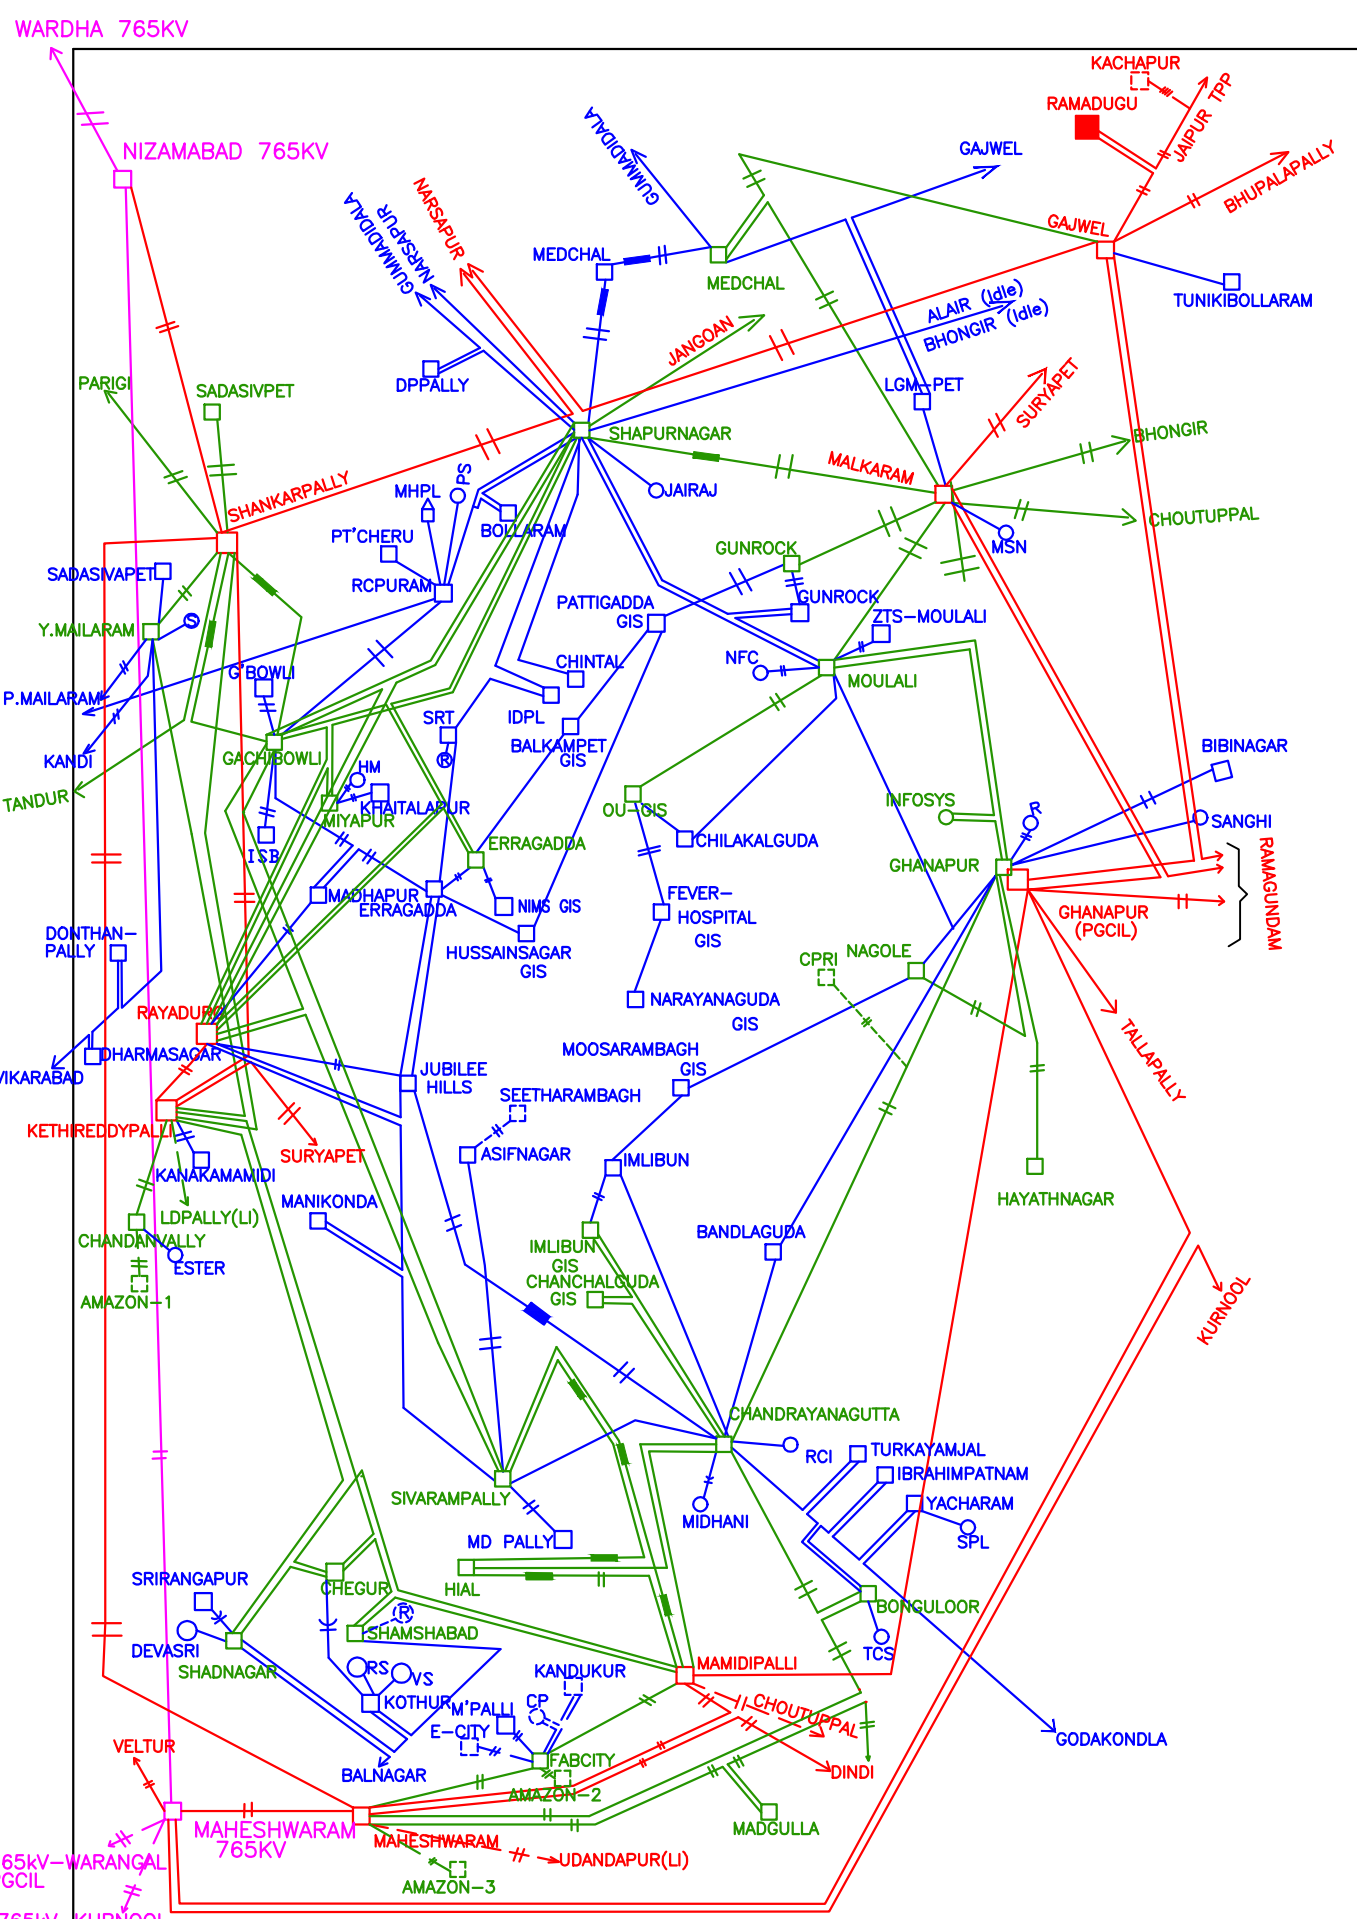 WARDHA 765KV
KACHAPUR
RAMADUGU
JAIPUR TPP
NIZAMABAD 765KV
GUMMADIDALA
GAJWEL
BHUPALAPALLY
NARSAPUR
GUMMADIDALA
NARSAPUR
GAJWEL
MEDCHAL
MEDCHAL
TUNIKIBOLLARAM
ALAIR (Idle)
BHONGIR (Idle)
JANGOAN
PARIGI
SADASIVPET
DPPALLY
LGM-PET
SURYAPET
SHAPURNAGAR
BHONGIR
MALKARAM
SHANKARPALLY
MHPL
PS
JAIRAJ
BOLLARAM
CHOUTUPPAL
PT'CHERU
GUNROCK
MSN
SADASIVAPET
RCPURAM
PATTIGADDA
GIS
GUNROCK
ZTS-MOULALI
Y.MAILARAM
S
G'BOWLI
CHINTAL
NFC
MOULALI
P.MAILARAM
SRT
IDPL
BALKAMPET
GIS
BIBINAGAR
KANDI
GACHIBOWLI
HM
R
TANDUR
KHAITALAPUR
MIYAPUR
OU-GIS
INFOSYS
R
SANGHI
ISB
ERRAGADDA
CHILAKALGUDA
GHANAPUR
RAMAGUNDAM
MADHAPUR
ERRAGADDA
NIMS GIS
FEVER-
HOSPITAL
GIS
GHANAPUR
(PGCIL)
DONTHAN-
PALLY
HUSSAINSAGAR
GIS
CPRI
NAGOLE
RAYADURG
NARAYANAGUDA
GIS
DHARMASAGAR
VIKARABAD
JUBILEE
HILLS
MOOSARAMBAGH
GIS
TALLAPALLY
SEETHARAMBAGH
KETHIREDDYPALLI
SURYAPET
ASIFNAGAR
IMLIBUN
KANAKAMAMIDI
MANIKONDA
HAYATHNAGAR
LDPALLY(LI)
CHANDANVALLY
BANDLAGUDA
IMLIBUN
GIS
ESTER
CHANCHALGUDA
GIS
AMAZON-1
KURNOOL
CHANDRAYANAGUTTA
RCI
TURKAYAMJAL
IBRAHIMPATNAM
SIVARAMPALLY
YACHARAM
MIDHANI
MD PALLY
SPL
SRIRANGAPUR
CHEGUR
HIAL
BONGULOOR
R
SHAMSHABAD
DEVASRI
TCS
SHADNAGAR
RS
VS
KANDUKUR
MAMIDIPALLI
KOTHUR
M'PALLI
CP
CHOUTUPPAL
E-CITY
GODAKONDLA
VELTUR
BALNAGAR
FABCITY
DINDI
AMAZON-2
MAHESHWARAM
765KV
MAHESHWARAM
MADGULLA
65kV-WARANGAL
GCIL
UDANDAPUR(LI)
AMAZON-3
765kV-KURNOOL